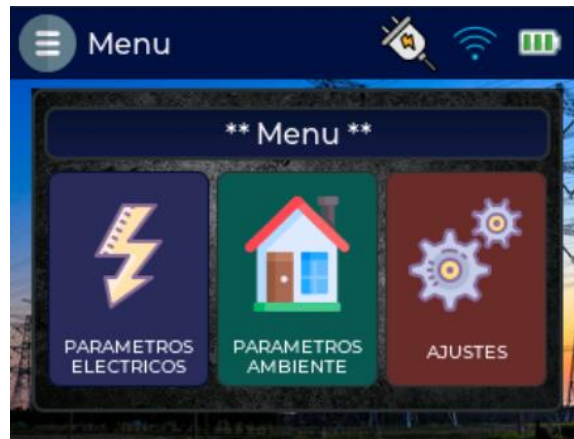 Menu
** Menu **
PARAMETROS
ELECTRICOS
PARAMETROS
AMBIENTE
AJUSTES